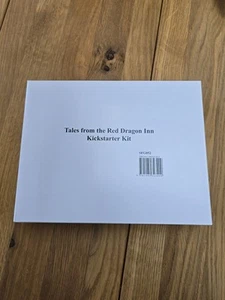 Tales from the Red Dragon Inn
Kickstarter Kit